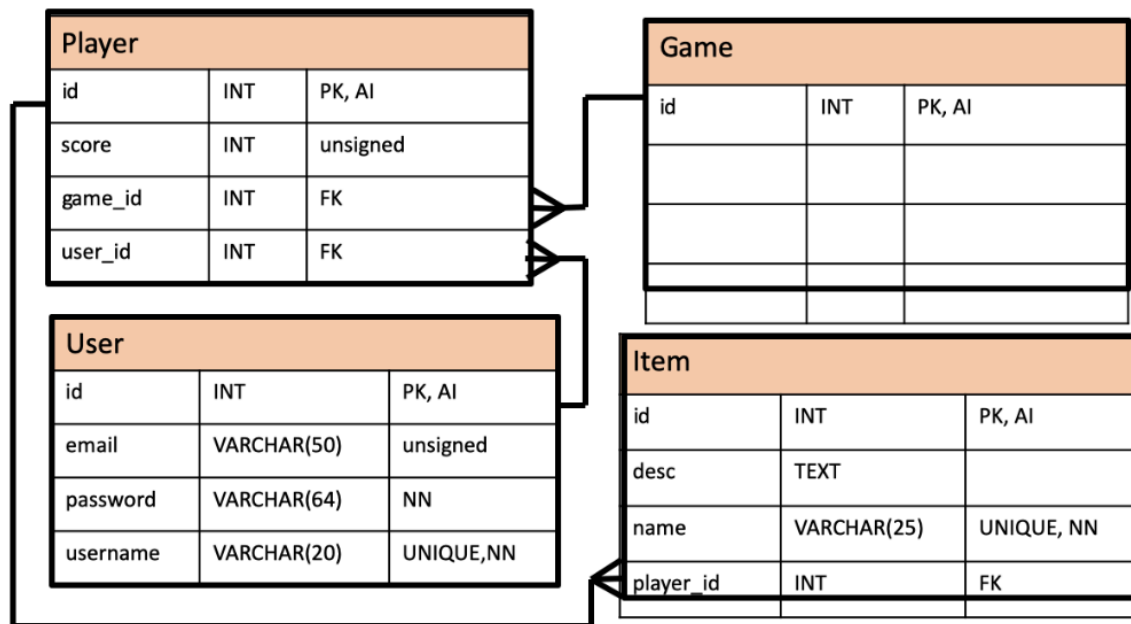 Player
id INT PK, AI
score INT unsigned
game_id INT FK
user_id INT FK
Game
id INT PK, AI
User
id INT PK, AI
email VARCHAR(50) unsigned
password VARCHAR(64) NN
username VARCHAR(20) UNIQUE,NN
Item
id INT PK, AI
desc TEXT
name VARCHAR(25) UNIQUE, NN
player_id INT FK